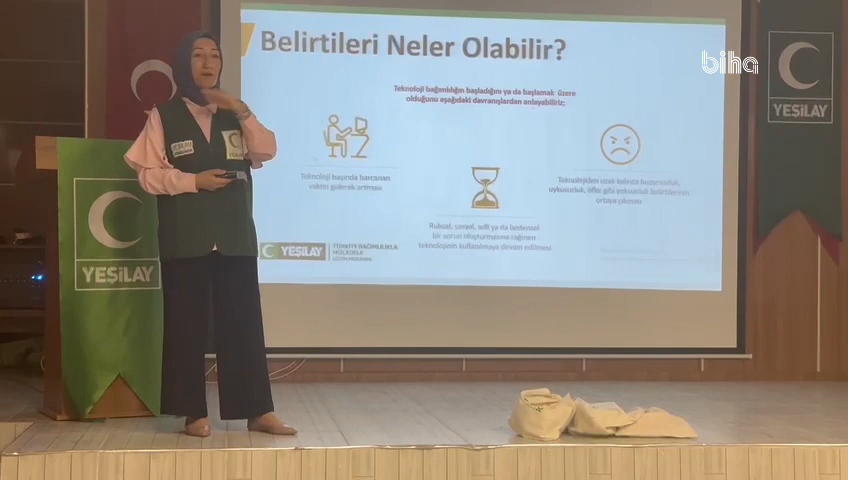 Belirtileri Neler Olabilir?
biha
Teknoloji bağımlılığın başladığını ya da başlamak üzere
olduğunu aşağıdaki davranışlardan anlayabiliriz;
Teknoloji başında harcanan
vaktin giderek artması
Teknolojiden uzak kalınca huzursuzluk,
uykusuzluk, öfke gibi yoksunluk belirtilerinin
ortaya çıkması
Ruhsal, sosyal, adli ya da bedensel
bir sorun oluşturmasına rağmen
teknolojinin kullanılmaya devam edilmesi
YEŞİLAY
TÜRKİYE BAĞIMLILIKLA
MÜCADELE
EĞİTİM PROGRAMI
YEŞİLAY
YEŞİLAY